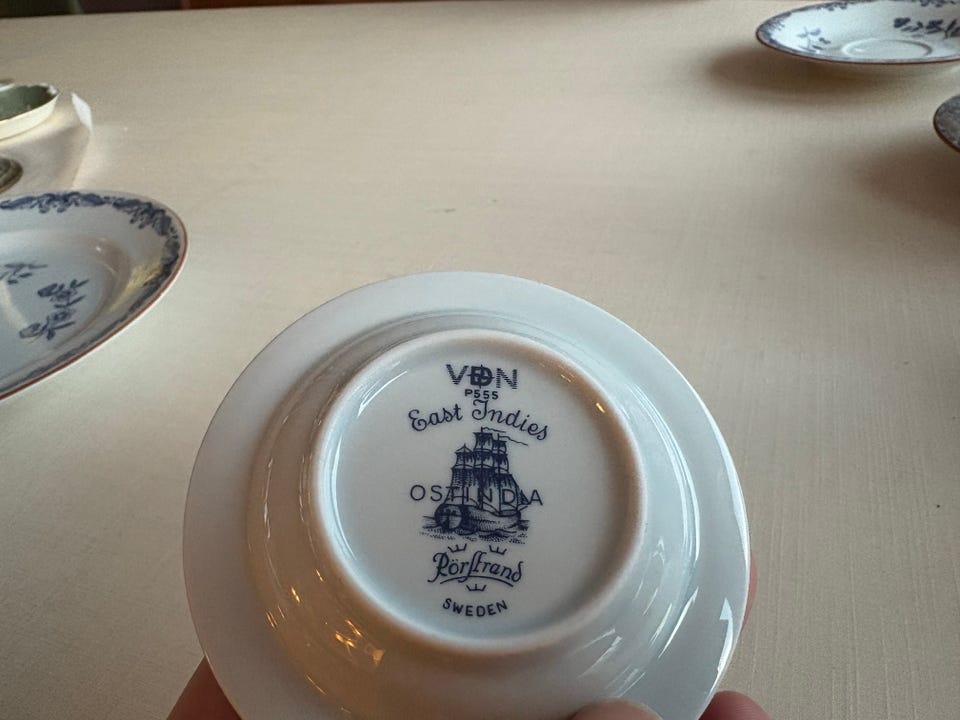 VDN
P555
East Indies
OSTINDIA
Rörstrand
SWEDEN